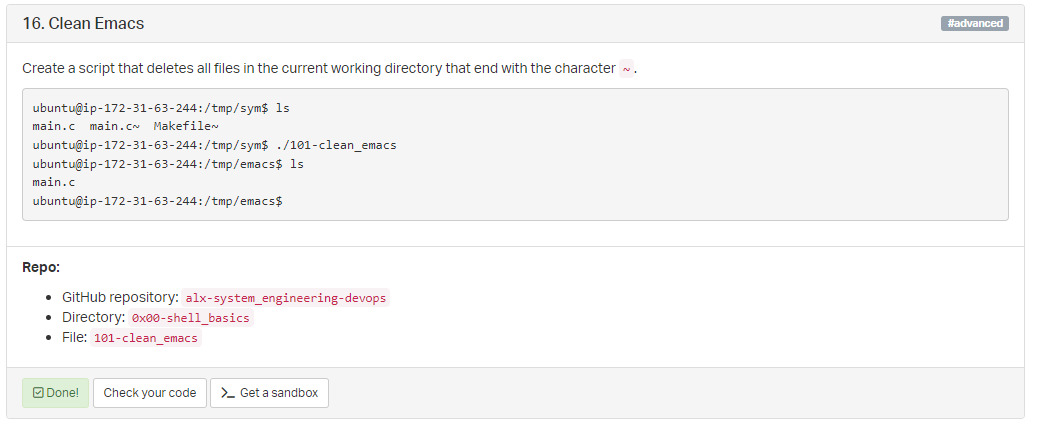 16. Clean Emacs
#advanced
Create a script that deletes all files in the current working directory that end with the character ~.
ubuntu@ip-172-31-63-244:/tmp/sym$ ls
main.c  main.c~  Makefile~
ubuntu@ip-172-31-63-244:/tmp/sym$ ./101-clean_emacs
ubuntu@ip-172-31-63-244:/tmp/emacs$ ls
main.c
ubuntu@ip-172-31-63-244:/tmp/emacs$
Repo:
• GitHub repository: alx-system_engineering-devops
• Directory: 0x00-shell_basics
• File: 101-clean_emacs
Done! Check your code >_ Get a sandbox